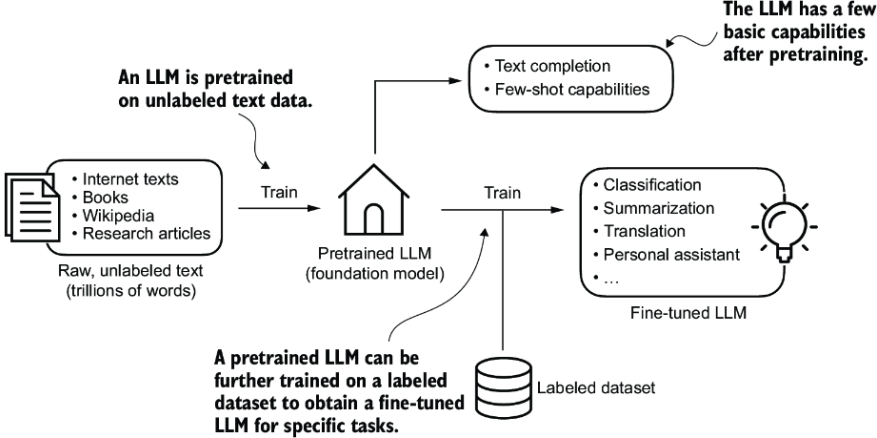 The LLM has a few
basic capabilities
after pretraining.
• Text completion
• Few-shot capabilities
An LLM is pretrained
on unlabeled text data.
• Internet texts
• Books
• Wikipedia
• Research articles
Raw, unlabeled text
(trillions of words)
Train
Pretrained LLM
(foundation model)
Train
• Classification
• Summarization
• Translation
• Personal assistant
• ...
Fine-tuned LLM
A pretrained LLM can be
further trained on a labeled
dataset to obtain a fine-tuned
LLM for specific tasks.
Labeled dataset